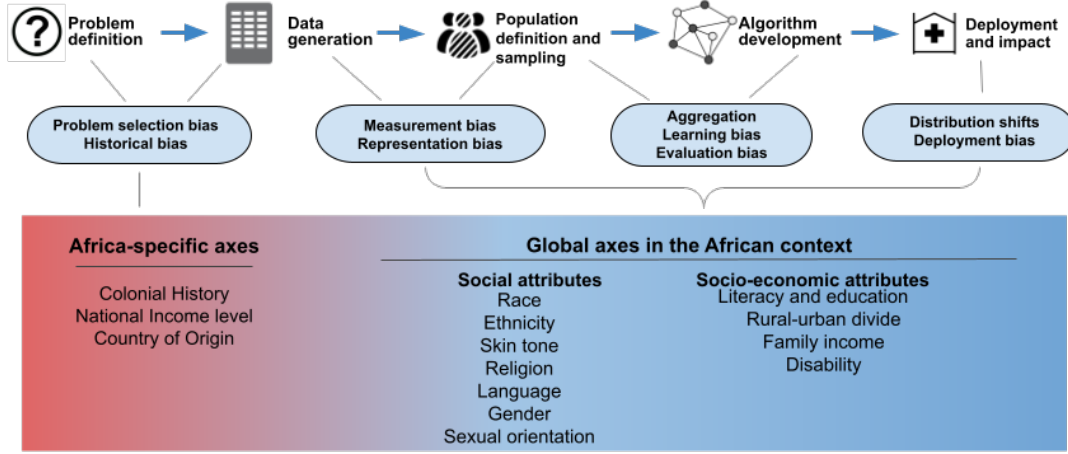 Problem
definition
Data
generation
Population
definition and
sampling
Algorithm
development
Deployment
and impact
?
Problem selection bias
Historical bias
Measurement bias
Representation bias
Aggregation
Learning bias
Evaluation bias
Distribution shifts
Deployment bias
Africa-specific axes
Colonial History
National Income level
Country of Origin
Global axes in the African context
Social attributes
Race
Ethnicity
Skin tone
Religion
Language
Gender
Sexual orientation
Socio-economic attributes
Literacy and education
Rural-urban divide
Family income
Disability